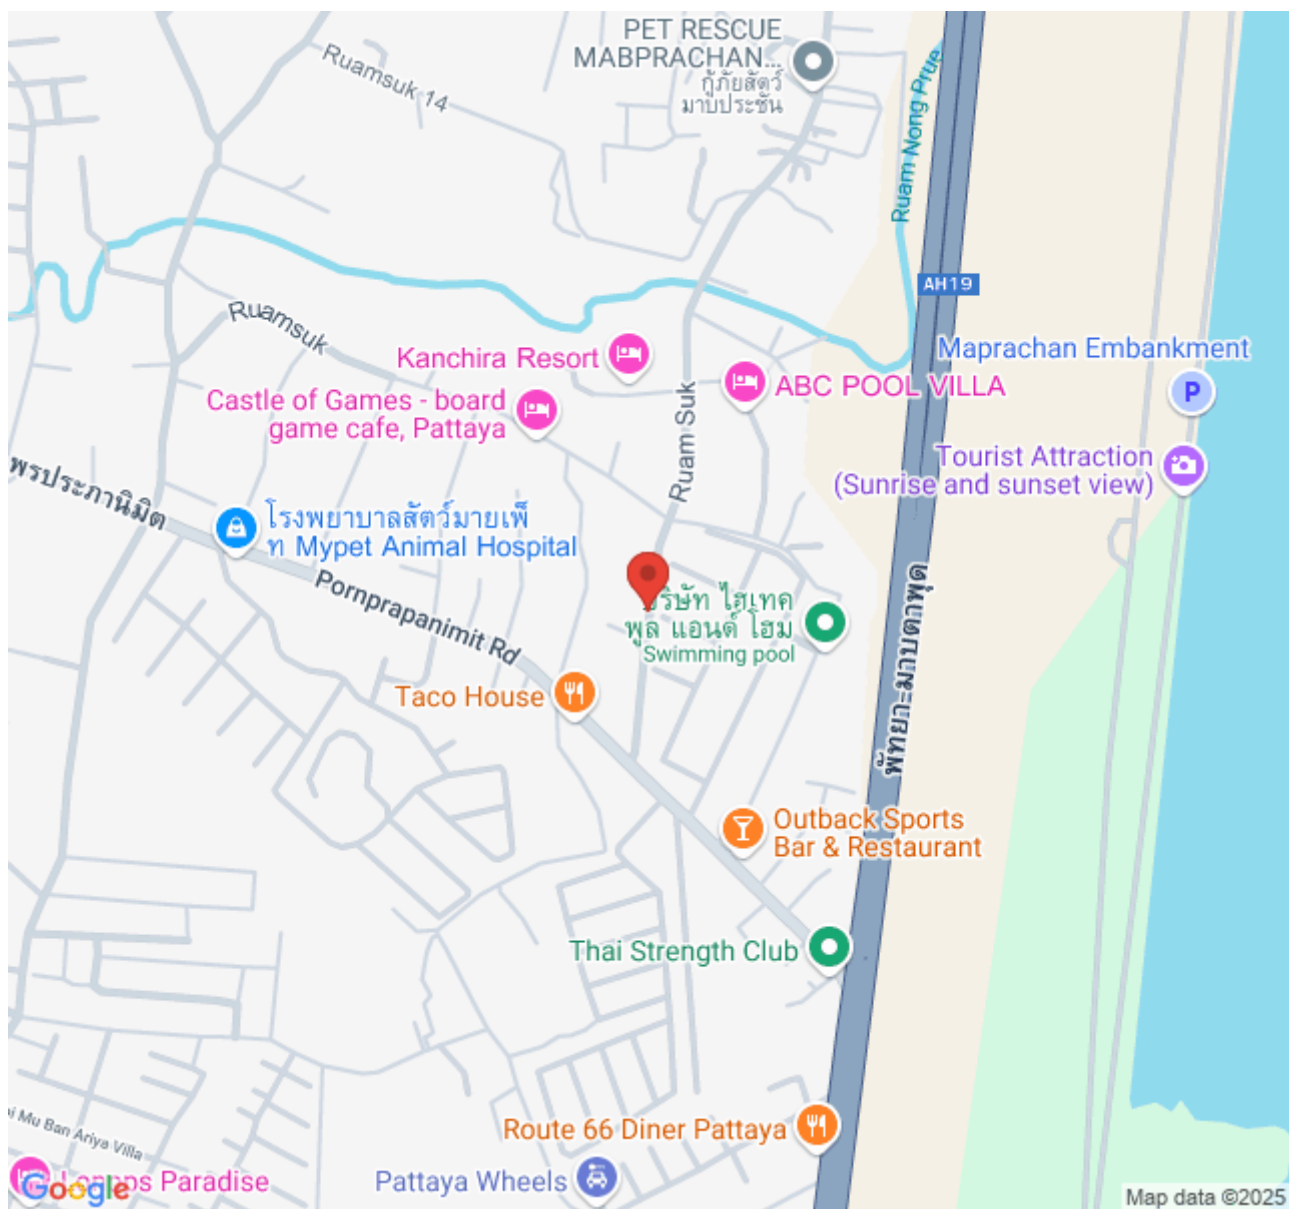 PET RESCUE
MABPRACHAN...
กู้ภัยสัตว์
มาบประชัน
Ruamsuk 14
Ruam Nong Prue
AH19
Ruamsuk
Kanchira Resort
Maprachan Embankment
P
ABC POOL VILLA
Castle of Games - board
game cafe, Pattaya
Ruam Suk
Tourist Attraction
(Sunrise and sunset view)
พรประภานิมิต
โรงพยาบาลสัตว์มายเพ็
ท Mypet Animal Hospital
Pornprapanimit Rd
บริษัท ไฮเทค
พูล แอนด์ โฮม
Swimming pool
พัทยา-มาบตาพุด
Taco House
Outback Sports
Bar & Restaurant
Thai Strength Club
Route 66 Diner Pattaya
Mu Ban Ariya Villa
Pattaya Wheels
Paradise
Google
Map data ©2025